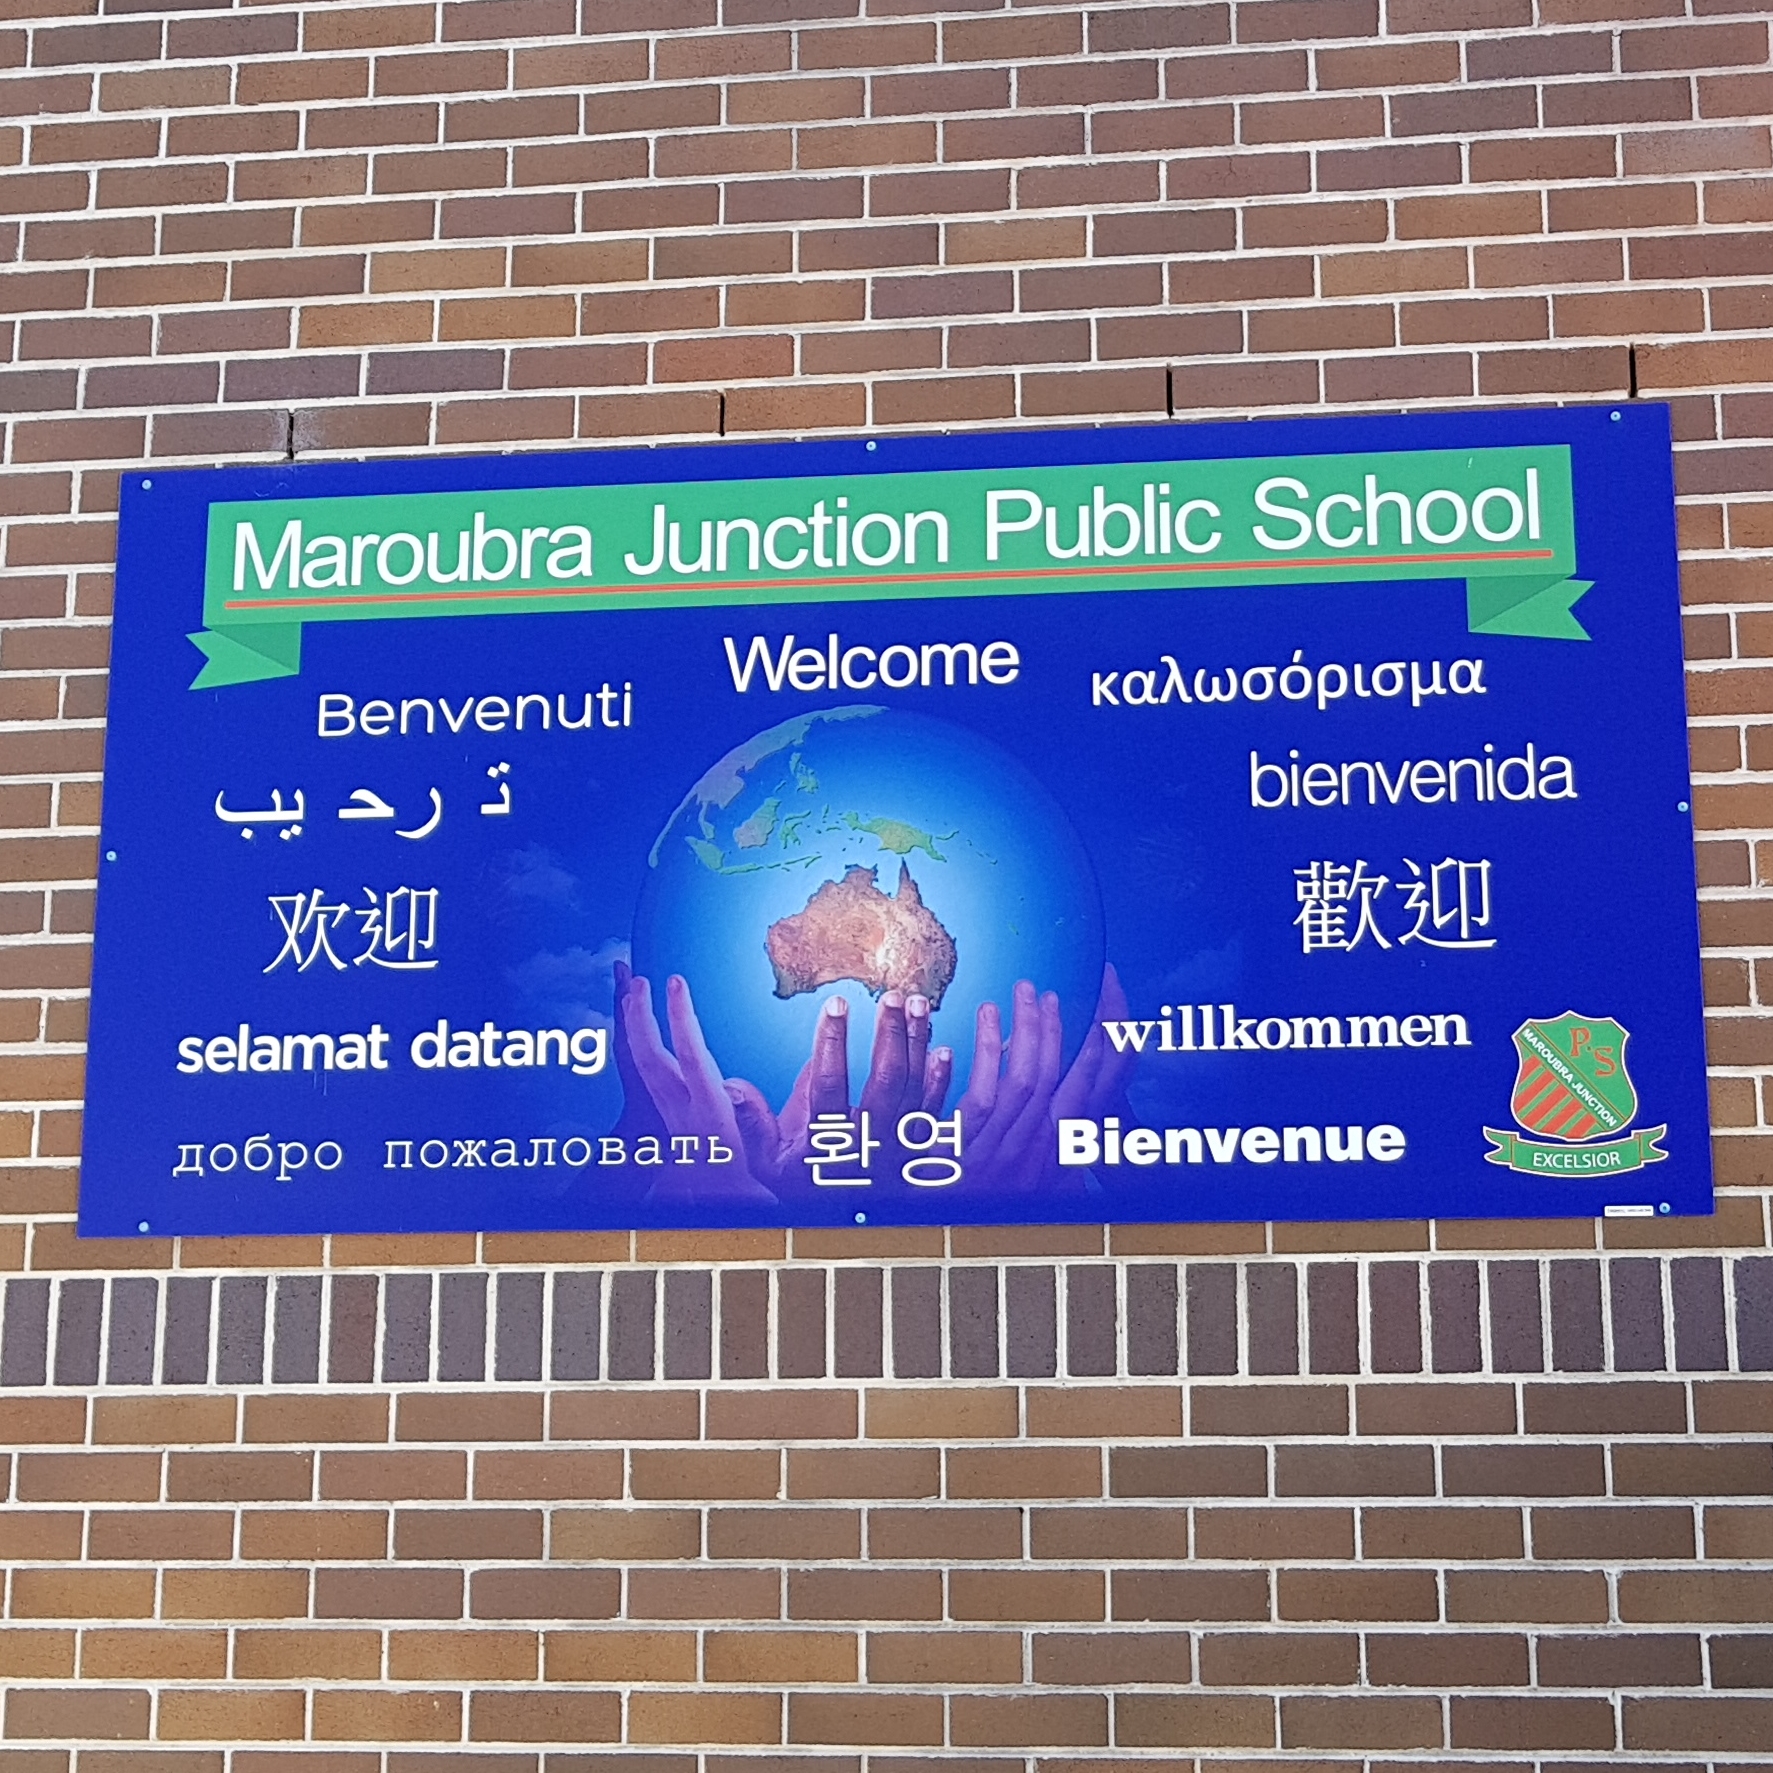 Maroubra Junction Public School
Welcome
Benvenuti
καλωσόρισμα
ﺗ ر ﺣ ﻳﺐ
bienvenida
欢迎
歡迎
selamat datang
willkommen
добро пожаловать
환영
Bienvenue
P.S
MAROUBRA JUNCTION
EXCELSIOR